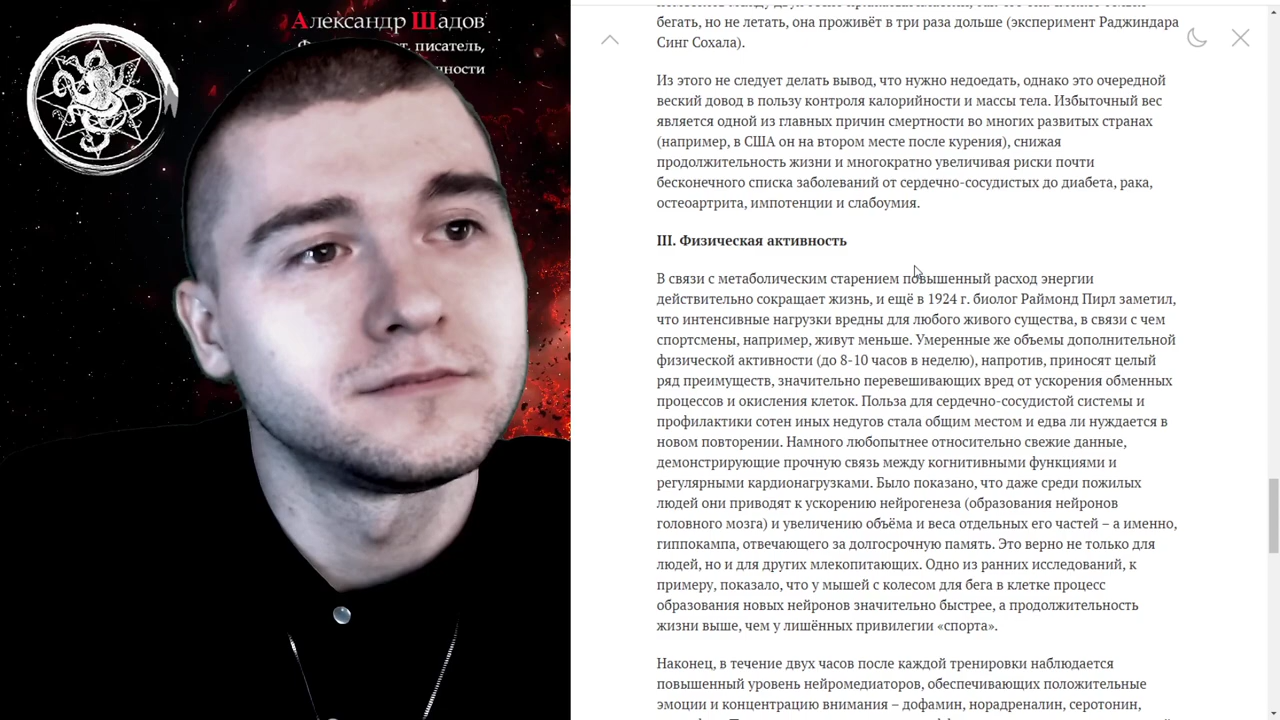 Александр Шадов
писатель,
бегать, но не летать, она проживёт в три раза дольше (эксперимент Раджиндара
Синг Сохала).
Из этого не следует делать вывод, что нужно недоедать, однако это очередной
веский довод в пользу контроля калорийности и массы тела. Избыточный вес
является одной из главных причин смертности во многих развитых странах
(например, в США он на втором месте после курения), снижая
продолжительность жизни и многократно увеличивая риски почти
бесконечного списка заболеваний от сердечно-сосудистых до диабета, рака,
остеоартрита, импотенции и слабоумия.
III. Физическая активность
В связи с метаболическим старением повышенный расход энергии
действительно сокращает жизнь, и ещё в 1924 г. биолог Раймонд Пирл заметил,
что интенсивные нагрузки вредны для любого живого существа, в связи с чем
спортсмены, например, живут меньше. Умеренные же объемы дополнительной
физической активности (до 8-10 часов в неделю), напротив, приносят целый
ряд преимуществ, значительно перевешивающих вред от ускорения обменных
процессов и окисления клеток. Польза для сердечно-сосудистой системы и
профилактики сотен иных недугов стала общим местом и едва ли нуждается в
новом повторении. Намного любопытнее относительно свежие данные,
демонстрирующие прочную связь между когнитивными функциями и
регулярными кардионагрузками. Было показано, что даже среди пожилых
людей они приводят к ускорению нейрогенеза (образования нейронов
головного мозга) и увеличению объёма и веса отдельных его частей – а именно,
гиппокампа, отвечающего за долгосрочную память. Это верно не только для
людей, но и для других млекопитающих. Одно из ранних исследований, к
примеру, показало, что у мышей с колесом для бега в клетке процесс
образования новых нейронов значительно быстрее, а продолжительность
жизни выше, чем у лишённых привилегии «спорта».
Наконец, в течение двух часов после каждой тренировки наблюдается
повышенный уровень нейромедиаторов, обеспечивающих положительные
эмоции и концентрацию внимания – дофамин, норадреналин, серотонин,